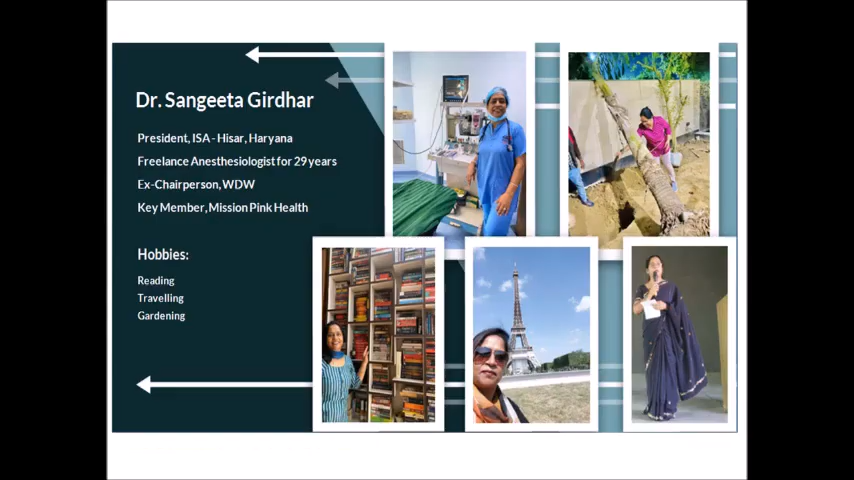 Dr. Sangeeta Girdhar
President, ISA - Hisar, Haryana
Freelance Anesthesiologist for 29 years
Ex-Chairperson, WDW
Key Member, Mission Pink Health
Hobbies:
Reading
Travelling
Gardening